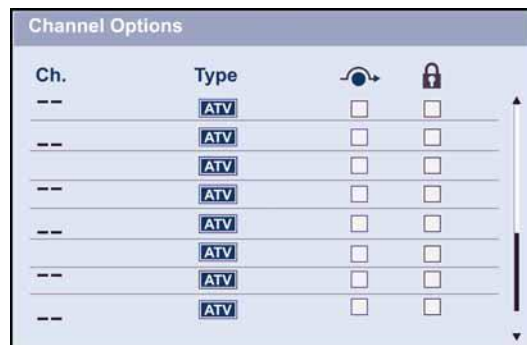 Channel Options
Ch. Type
-- ATV
-- ATV
ATV
-- ATV
-- ATV
ATV
-- ATV
-- ATV